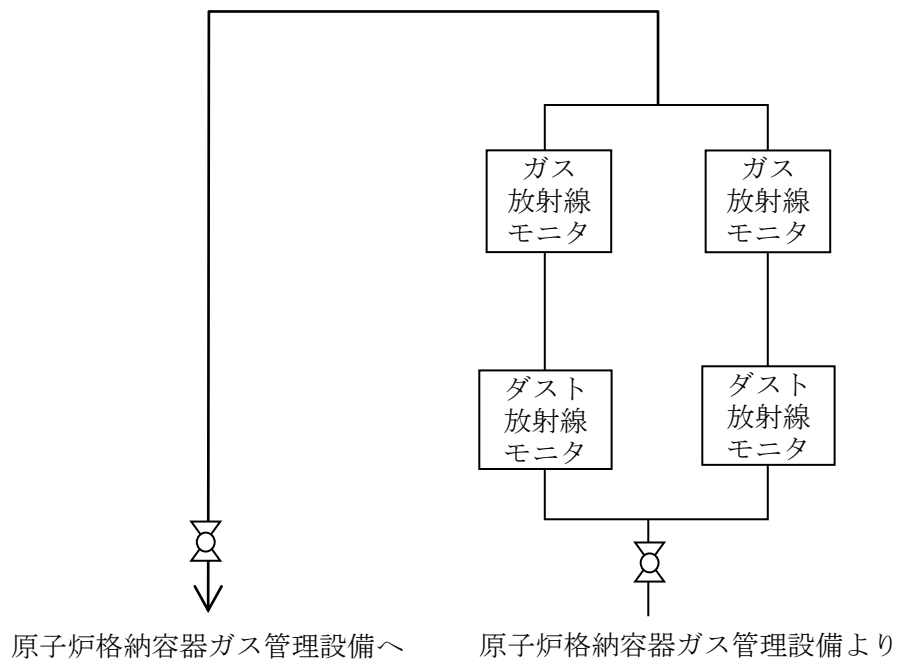 ガス
放射線
モニタ
ガス
放射線
モニタ
ダスト
放射線
モニタ
ダスト
放射線
モニタ
原子炉格納容器ガス管理設備へ
原子炉格納容器ガス管理設備より